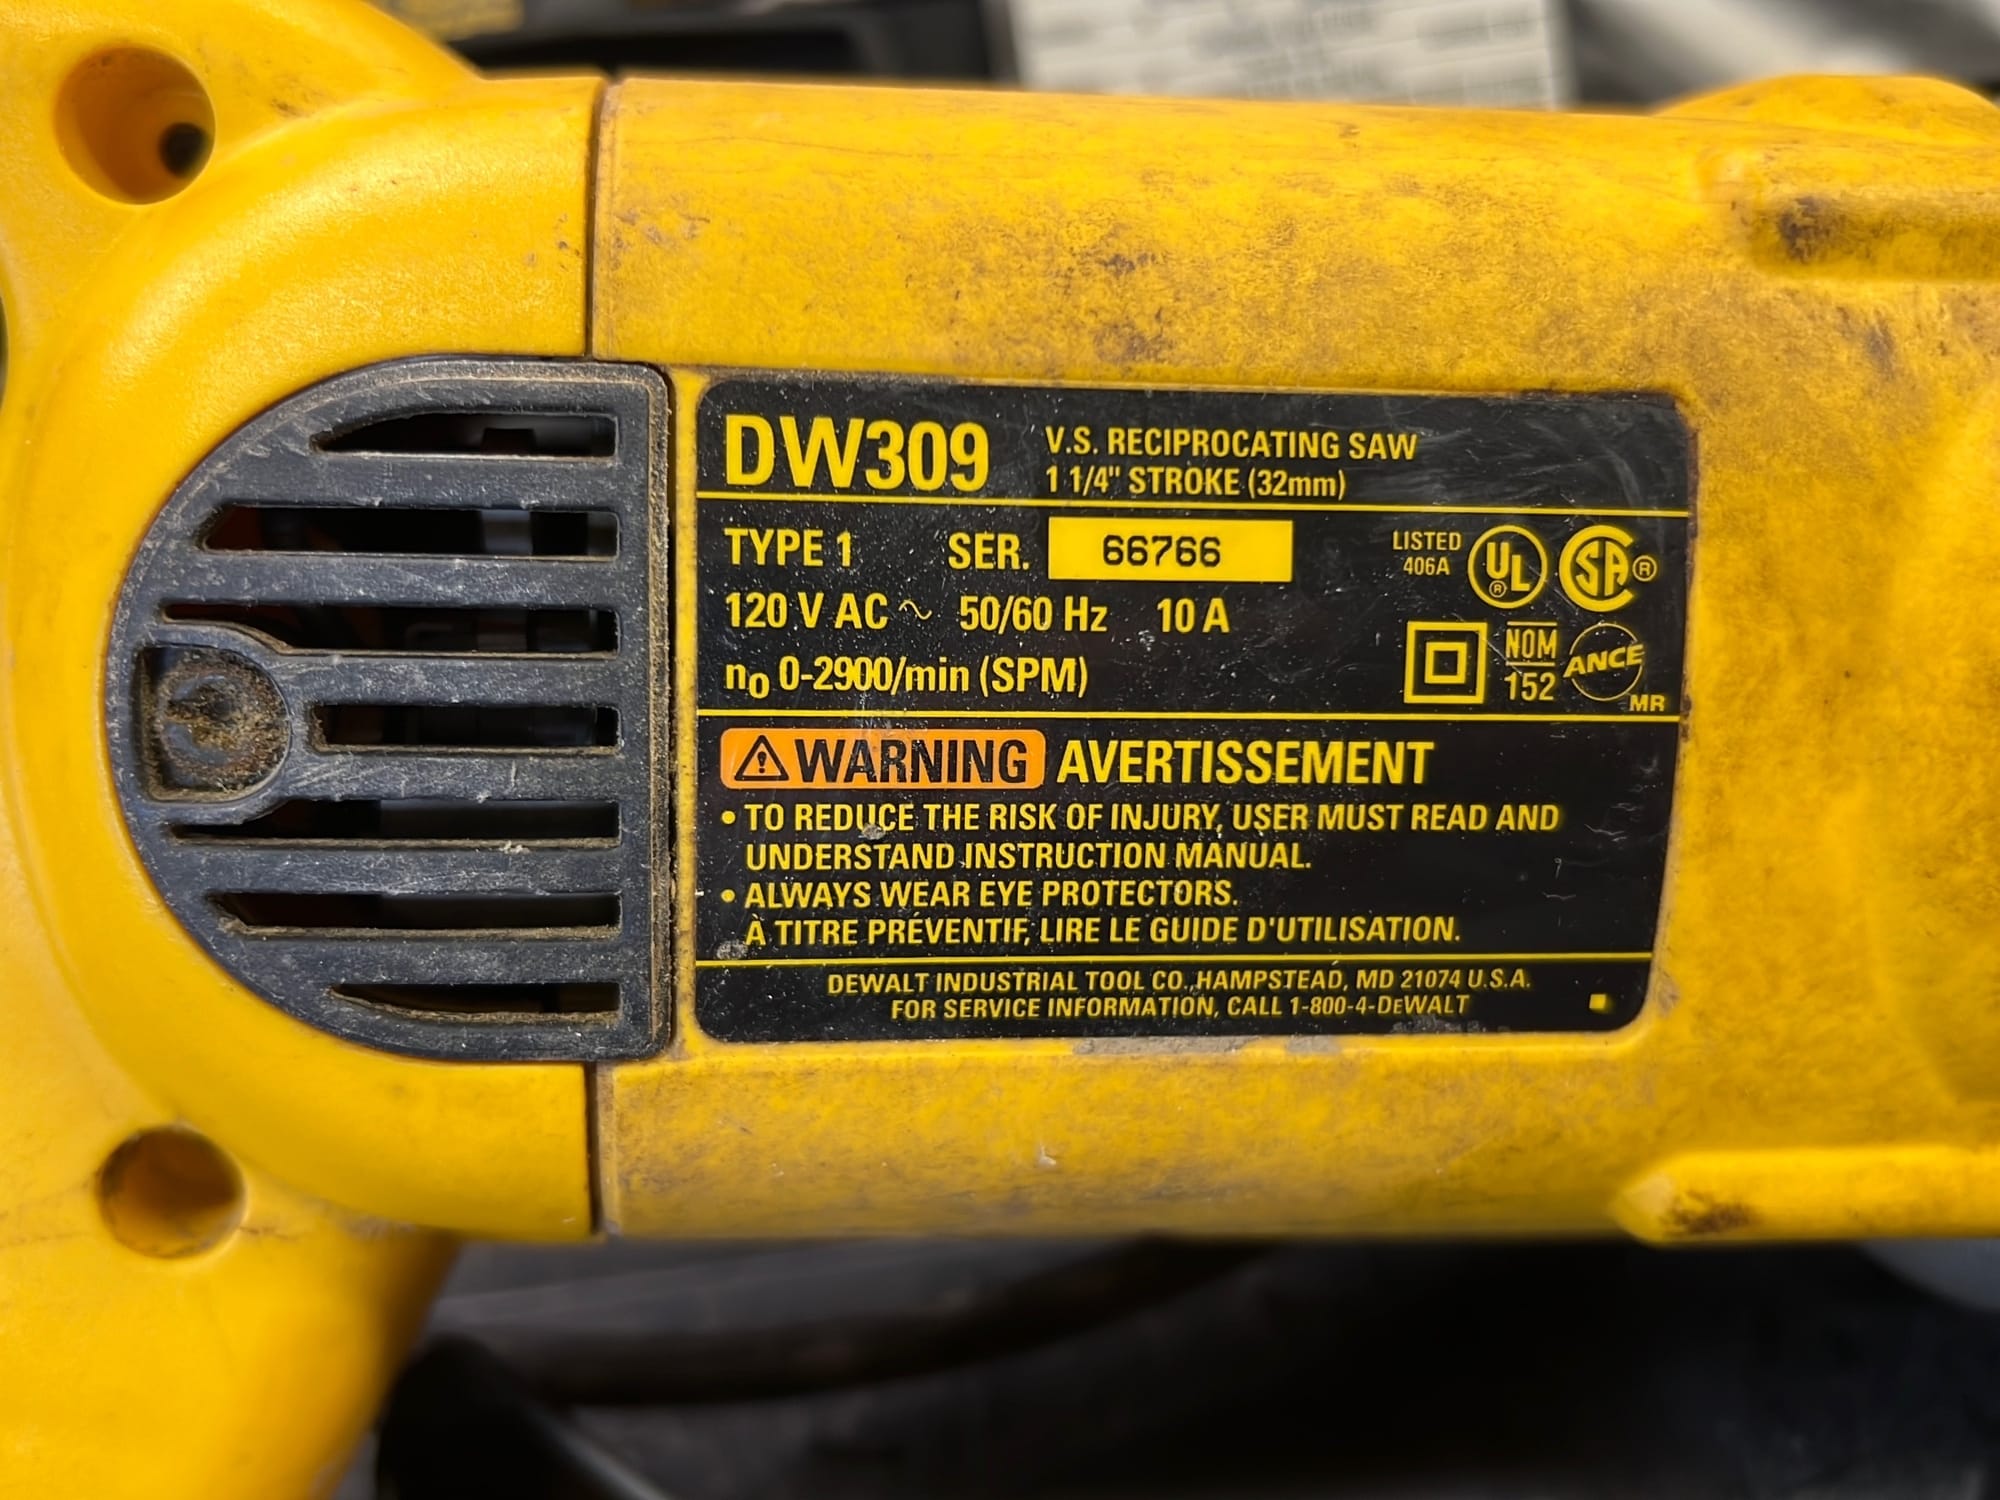 DW309 V.S. RECIPROCATING SAW
1 1/4" STROKE (32mm)
TYPE 1 SER. 66766
LISTED
406A
UL
®
SA ®
120 V AC ~ 50/60 Hz 10 A
n₀ 0-2900/min (SPM)
NOM
152
ANCE
MR
⚠WARNING AVERTISSEMENT
• TO REDUCE THE RISK OF INJURY, USER MUST READ AND
UNDERSTAND INSTRUCTION MANUAL.
• ALWAYS WEAR EYE PROTECTORS.
À TITRE PRÉVENTIF, LIRE LE GUIDE D'UTILISATION.
DEWALT INDUSTRIAL TOOL CO., HAMPSTEAD, MD 21074 U.S.A.
FOR SERVICE INFORMATION, CALL 1-800-4-DEWALT